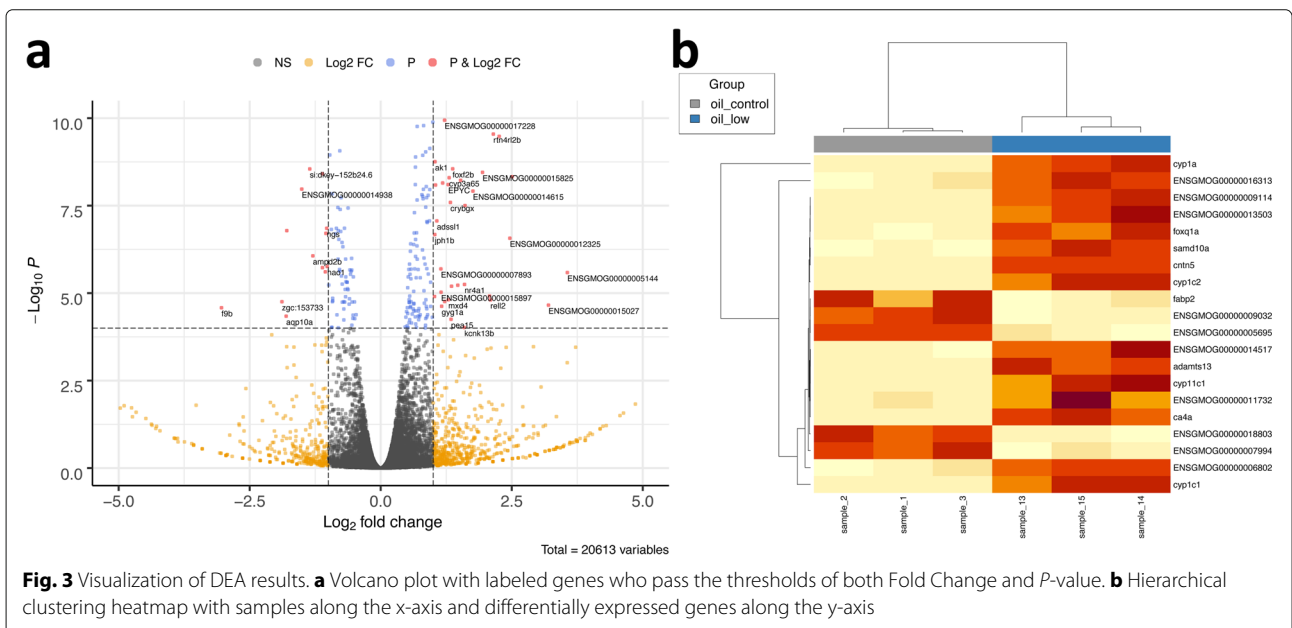 a
NS Log2 FC P P & Log2 FC
10.0
7.5
5.0
2.5
0.0
−Log10 P
−5.0 −2.5 0.0 2.5 5.0
Log2 fold change
Total = 20613 variables
ENSGMOG00000017228
rtn4rl2b
ak1
foxf2b
ENSGMOG00000015825
si:dkey−152b24.6
cyp3a65
EPYC
ENSGMOG00000014938
ENSGMOG00000014615
crybgx
adssl1
ngs
jph1b
ENSGMOG00000012325
ampd2b
nao1
ENSGMOG00000007893
ENSGMOG00000005144
nr4a1
ENSGMOG00000015897
zgc:153733
mxd4
rell2
f9b
gyg1a
ENSGMOG00000015027
aqp10a
pea15
kcnk13b
b
Group
oil_control
oil_low
cyp1a
ENSGMOG00000016313
ENSGMOG00000009114
ENSGMOG00000013503
foxq1a
samd10a
cntn5
cyp1c2
fabp2
ENSGMOG00000009032
ENSGMOG00000005695
ENSGMOG00000014517
adamts13
cyp11c1
ENSGMOG00000011732
ca4a
ENSGMOG00000018803
ENSGMOG00000007994
ENSGMOG00000006802
cyp1c1
sample_2 sample_1 sample_3 sample_13 sample_15 sample_14
Fig. 3 Visualization of DEA results. a Volcano plot with labeled genes who pass the thresholds of both Fold Change and P-value. b Hierarchical
clustering heatmap with samples along the x-axis and differentially expressed genes along the y-axis